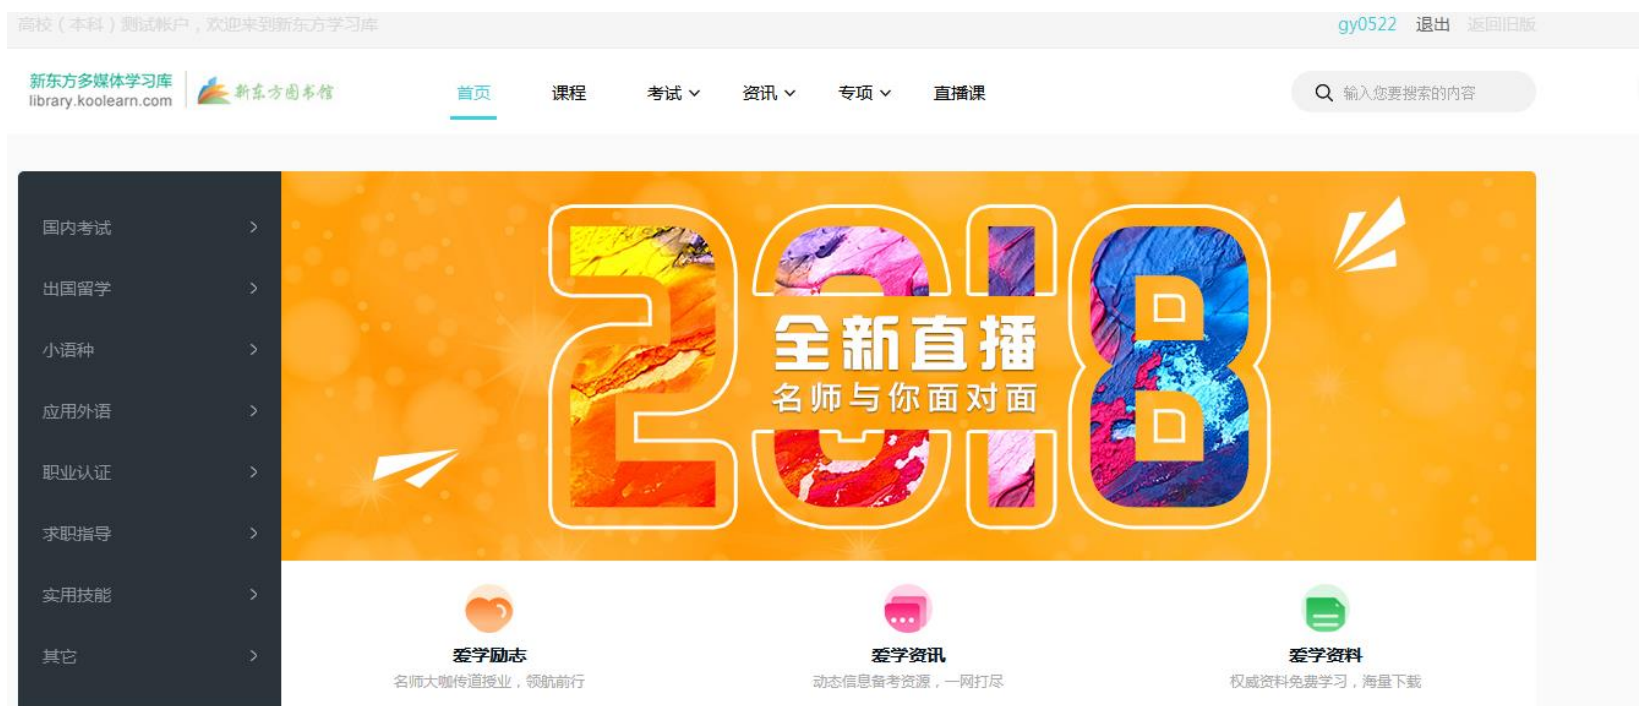 高校（本科）测试帐户，欢迎来到新东方学习库
gy0522 退出 返回旧版
新东方多媒体学习库
library.koolearn.com
新东方图书馆
首页 课程 考试 资讯 专项 直播课
输入您要搜索的内容
国内考试
出国留学
小语种
应用外语
职业认证
求职指导
实用技能
其它
2018
全新直播
名师与你面对面
爱学励志
名师大咖传道授业，领航前行
爱学资讯
动态信息备考资源，一网打尽
爱学资料
权威资料免费学习，海量下载